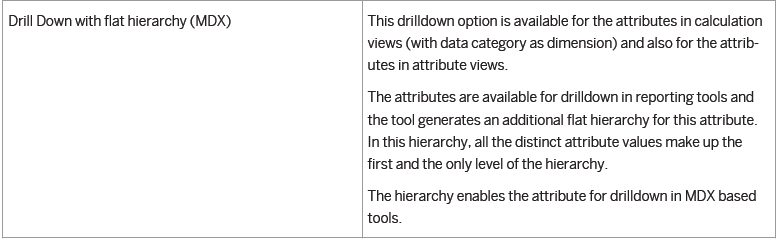 Drill Down with flat hierarchy (MDX)
This drilldown option is available for the attributes in calculation
views (with data category as dimension) and also for the attrib-
utes in attribute views.
The attributes are available for drilldown in reporting tools and
the tool generates an additional flat hierarchy for this attribute.
In this hierarchy, all the distinct attribute values make up the
first and the only level of the hierarchy.
The hierarchy enables the attribute for drilldown in MDX based
tools.